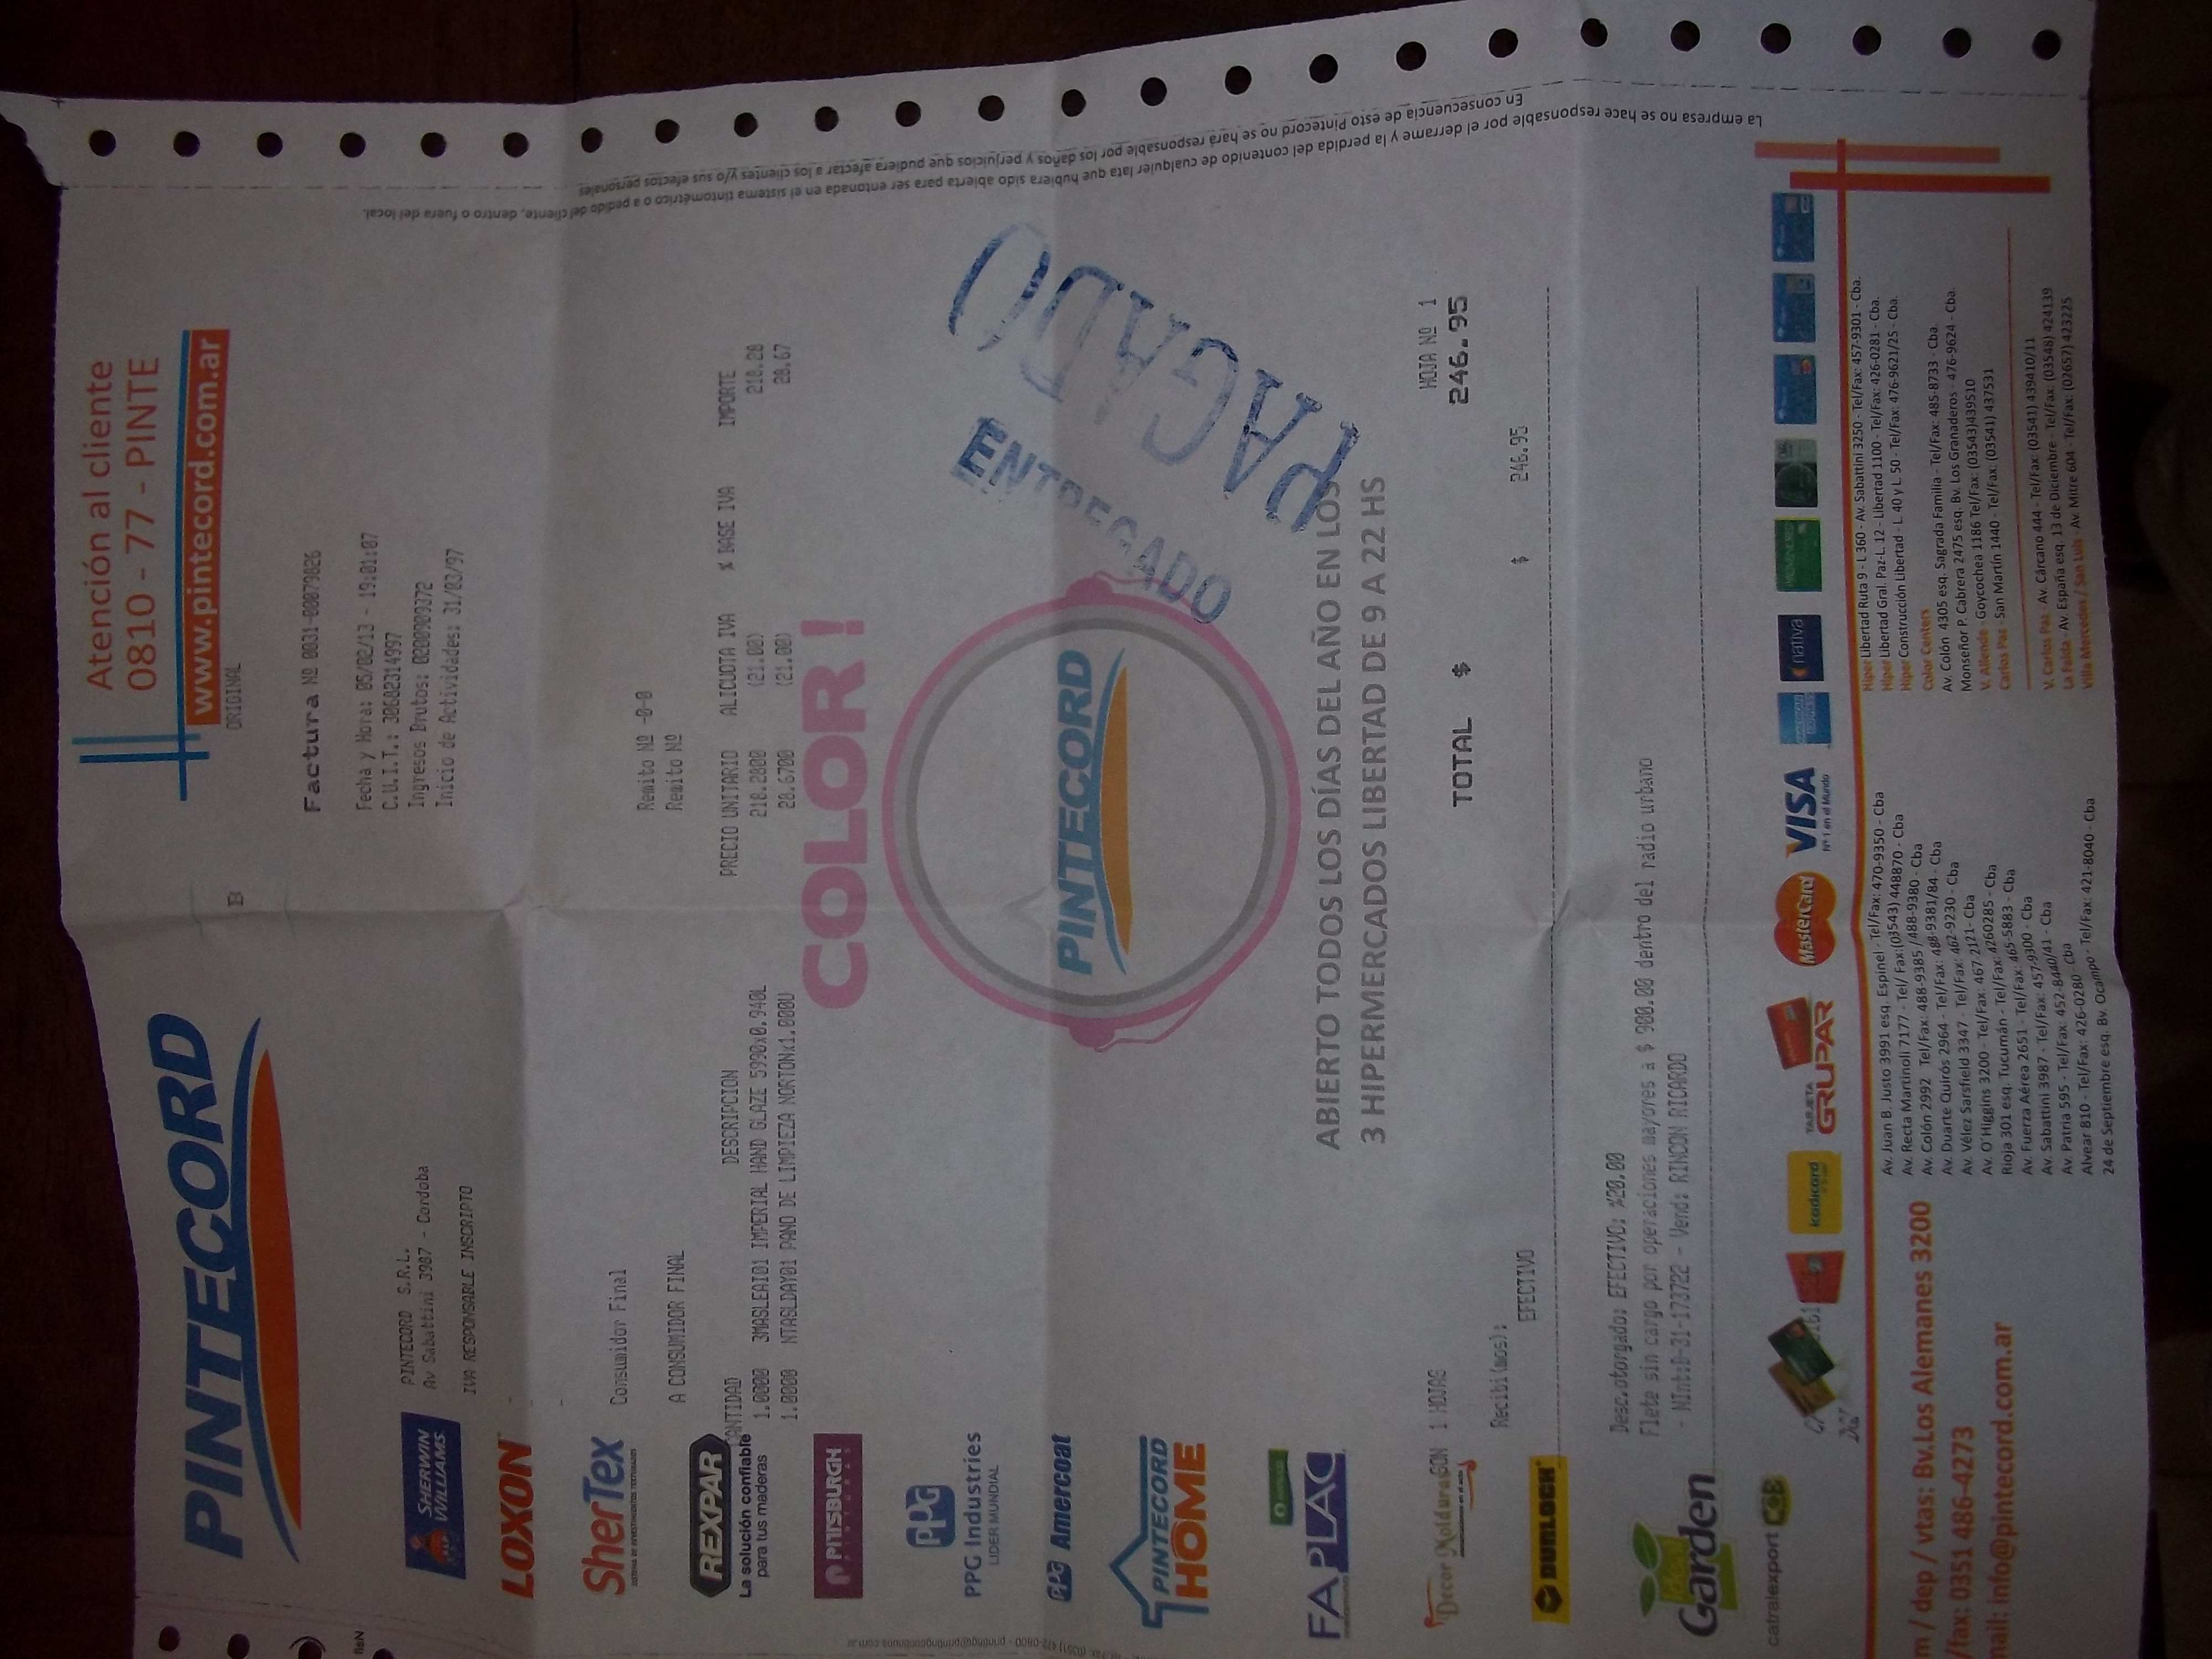 PINTECORD
Atención al cliente
0810 - 77 - PINTE
www.pintecord.com.ar
B
ORIGINAL
Factura Nº 0031-00079826
Fecha y Hora: 05/02/13 - 19:01:07
C.U.I.T.: 30682314997
Ingresos Brutos: 0200909372
Inicio de Actividades: 31/03/97
PINTECORD S.R.L.
Av Sabattini 3987 - Cordoba
IVA RESPONSABLE INSCRIPTO
SHERWIN WILLIAMS
LOXON
SherTex
Consumidor Final
A CONSUMIDOR FINAL
Remito Nº -0-0
Remito Nº
CANTIDAD DESCRIPCION PRECIO UNITARIO ALICUOTA IVA % BASE IVA IMPORTE
1.0000 3MASLEAI01 IMPERIAL HAND GLAZE 5990x0.940L 218.2800 (21.00) 218.28
1.0000 NTASLDAY01 PANO DE LIMPIEZA NORTONx1.000U 28.6700 (21.00) 28.67
REXPAR
La solución confiable
para tus maderas
PITTSBURGH
PAINTS
PPG
PPG Industries
LIDER MUNDIAL
PPG Amercoat
PINTECORD
HOME
FAPLAC
Decor Molduras
DURLOCK
Garden
catralexport
COLOR!
PINTECORD
ENTREGADO
PAGADO
ABIERTO TODOS LOS DÍAS DEL AÑO EN LOS
3 HIPERMERCADOS LIBERTAD DE 9 A 22 HS
1 HOJAS
HOJA Nº 1
TOTAL $ 246.95
Recibi(mos):
EFECTIVO $ 246.95
Desc.otorgado: EFECTIVO: %20.00
Flete sin cargo por operaciones mayores a $ 900.00 dentro del radio urbano
- NInt:B-31-173722 - Vend: RINCON RICARDO
kadicord
TARJETA
GRUPAR
MasterCard
VISA
Nº 1 en el Mundo
AMERICAN EXPRESS
nativa
m / dep / vtas: Bv.Los Alemanes 3200
/fax: 0351 486-4273
mail: info@pintecord.com.ar
Av. Juan B. Justo 3991 esq. Espinel - Tel/Fax: 470-9350 - Cba
Av. Recta Martinoli 7177 - Tel/ Fax:(03543) 448870 - Cba
Av. Colón 2992 Tel/Fax: 488-9385 / 488-9380 - Cba
Av. Duarte Quirós 2964 - Tel/Fax: 488-9381/84 - Cba
Av. Vélez Sarsfield 3347 - Tel/Fax: 462-9230 - Cba
Av. O´Higgins 3200 - Tel/Fax: 467 2121 - Cba
Rioja 301 esq. Tucumán - Tel/Fax: 4260285 - Cba
Av. Fuerza Aérea 2651 - Tel/Fax: 465-5883 - Cba
Av. Sabattini 3987 - Tel/Fax: 457-9300 - Cba
Av. Patria 595 - Tel/Fax: 452-8440/41 - Cba
Alvear 810 - Tel/Fax: 426-0280 Cba
24 de Septiembre esq. Bv. Ocampo - Tel/Fax: 421-8040 - Cba
Hiper Libertad Ruta 9 - L 360 - Av. Sabattini 3250 - Tel/Fax: 457-9301 - Cba.
Hiper Libertad Gral. Paz-L. 12 - Libertad 1100 - Tel/Fax: 426-0281 - Cba.
Hiper Construcción Libertad - L. 40 y L. 50 - Tel/Fax: 476-9621/25 - Cba.
Color Centers
Av. Colón 4305 esq. Sagrada Familia - Tel/Fax: 485-8733 - Cba.
Monseñor P. Cabrera 2475 esq. Bv. Los Granaderos - 476-9624 - Cba.
V. Allende - Goycochea 1186 Tel/Fax: (03543)439510
Carlos Paz - San Martín 1440 - Tel/Fax: (03541) 437531
V. Carlos Paz - Av. Cárcano 444 - Tel/Fax: (03541) 439410/11
La Falda - Av. España esq. 13 de Diciembre - Tel/Fax: (03548) 424139
Villa Mercedes / San Luis - Av. Mitre 604 - Tel/Fax: (02657) 423225
La empresa no se hace responsable por el derrame y la perdida del contenido de cualquier lata que hubiera sido abierta para ser entonada en el sistema tintométrico o a pedido del cliente, dentro o fuera del local.
En consecuencia de esto Pintecord no se hará responsable por los daños y perjuicios que pudiera afectar a los clientes y/o sus efectos personales